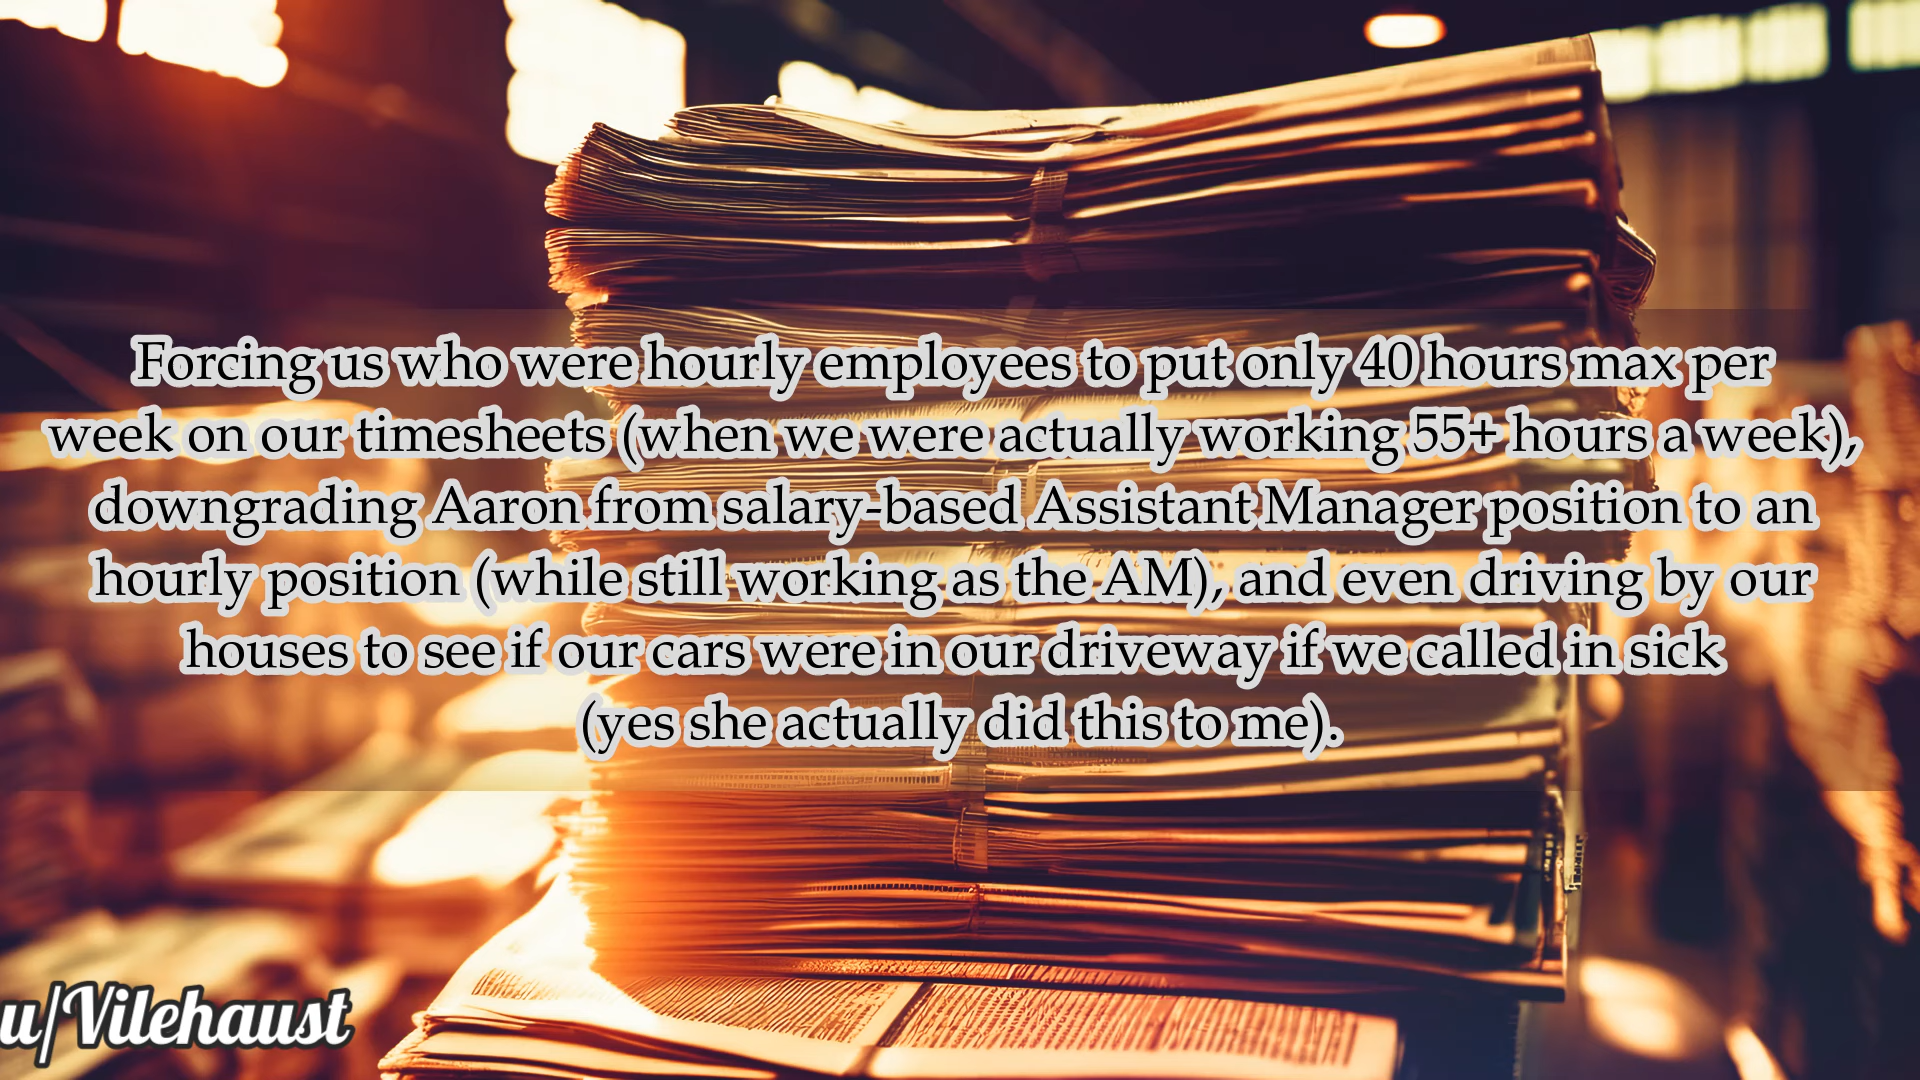 Forcing us who were hourly employees to put only 40 hours max per
week on our timesheets (when we were actually working 55+ hours a week),
downgrading Aaron from salary-based Assistant Manager position to an
hourly position (while still working as the AM), and even driving by our
houses to see if our cars were in our driveway if we called in sick
(yes she actually did this to me).
u/Vilehaust